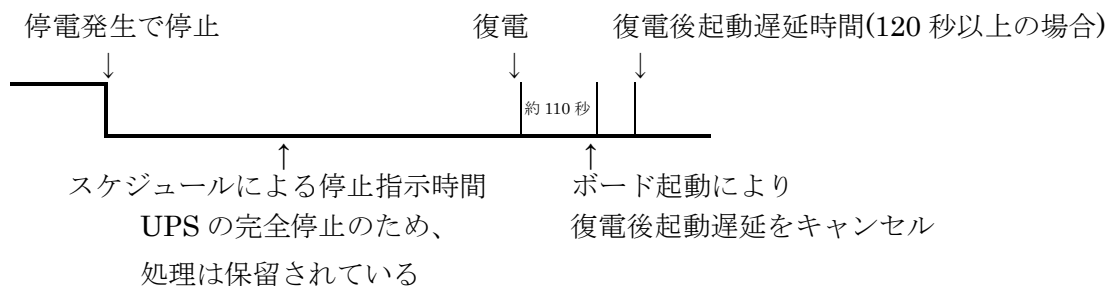 停電発生で停止 復電 復電後起動遅延時間(120 秒以上の場合)
↓ ↓ ↓
約 110 秒
↑ ↑
スケジュールによる停止指示時間 ボード起動により
UPS の完全停止のため、 復電後起動遅延をキャンセル
処理は保留されている